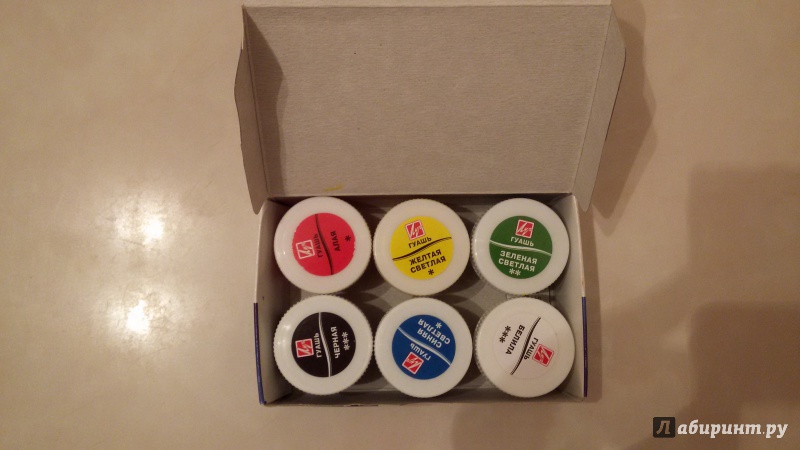 ГУАШЬ
АЛАЯ
*
ГУАШЬ
ЖЕЛТАЯ
СВЕТЛАЯ
*
ГУАШЬ
ЗЕЛЕНАЯ
СВЕТЛАЯ
**
ГУАШЬ
ЧЕРНАЯ
***
ГУАШЬ
СИНЯЯ
СВЕТЛАЯ
*
ГУАШЬ
БЕЛИЛА
***
Лабиринт.ру